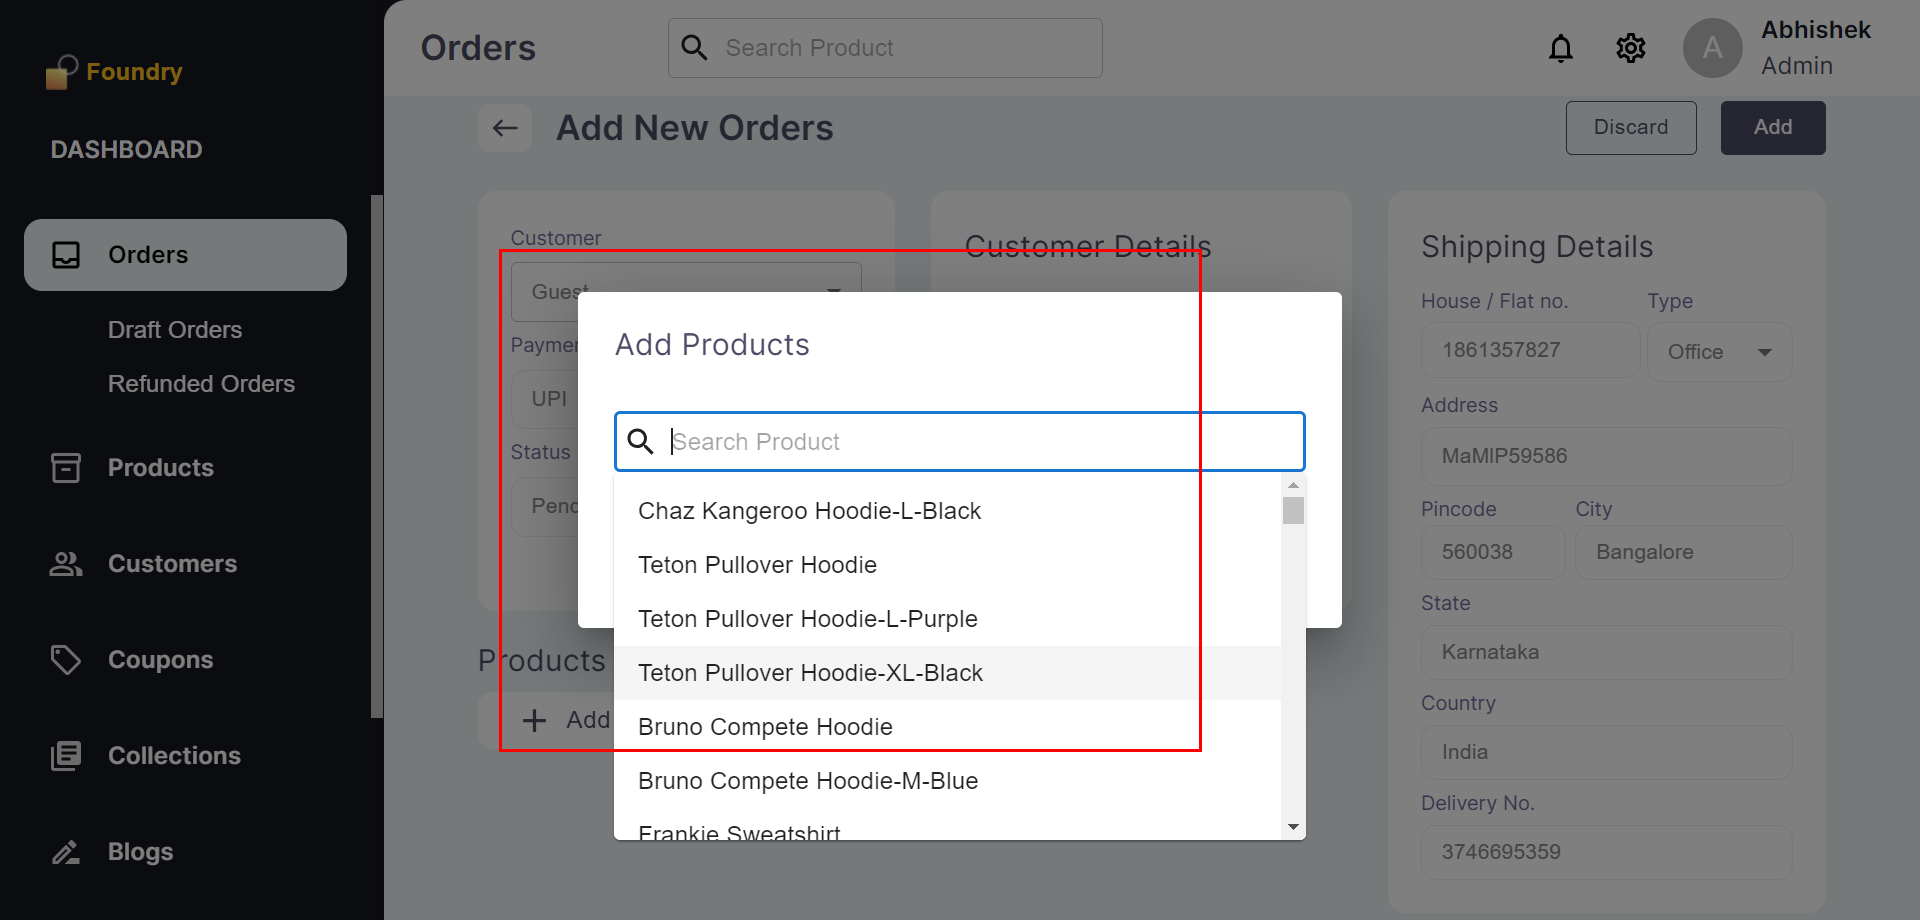 Foundry
DASHBOARD
Orders
Draft Orders
Refunded Orders
Products
Customers
Coupons
Collections
Blogs
Orders
Search Product
A
Abhishek
Admin
Add New Orders
Discard
Add
Customer
Guest
UPI
Status
Customer Details
Add Products
Search Product
Chaz Kangeroo Hoodie-L-Black
Teton Pullover Hoodie
Teton Pullover Hoodie-L-Purple
Teton Pullover Hoodie-XL-Black
Bruno Compete Hoodie
Bruno Compete Hoodie-M-Blue
Frankie Sweatshirt
Products
Add
Shipping Details
House / Flat no. Type
1861357827 Office
Address
MaMIP59586
Pincode City
560038 Bangalore
State
Karnataka
Country
India
Delivery No.
3746695359